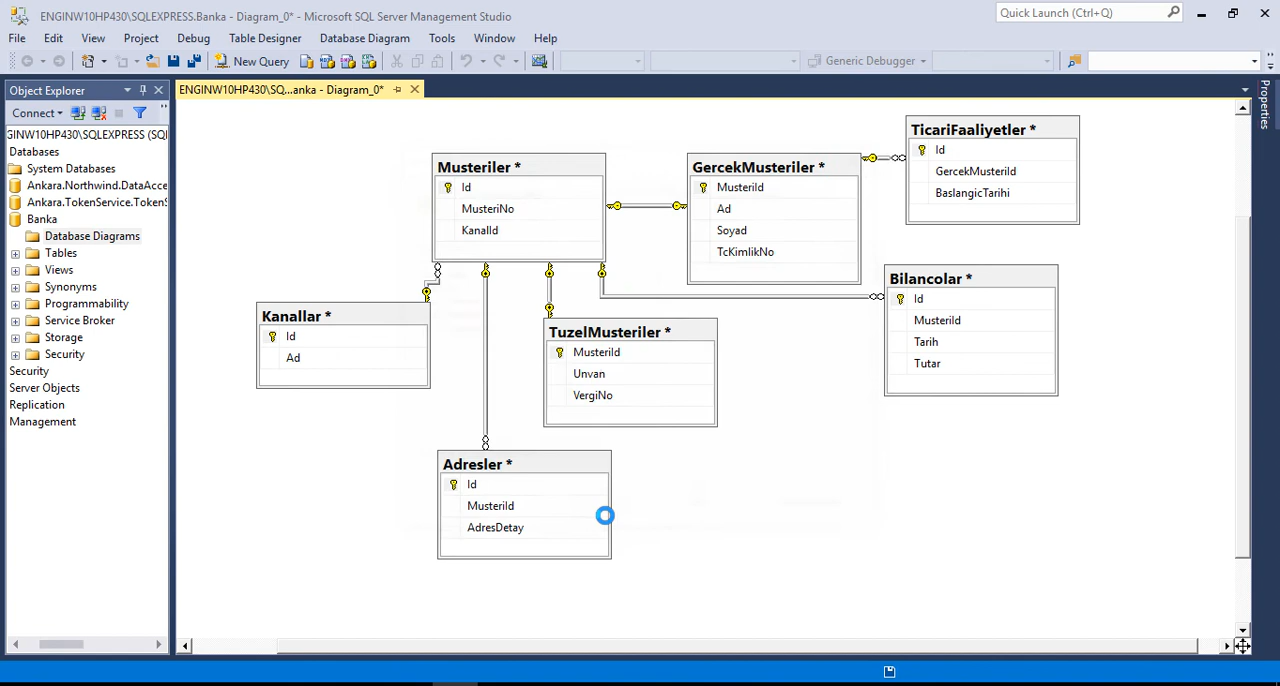 ENGINW10HP430\SQLEXPRESS.Banka - Diagram_0* - Microsoft SQL Server Management Studio
Quick Launch (Ctrl+Q)
File Edit View Project Debug Table Designer Database Diagram Tools Window Help
New Query
Generic Debugger
Object Explorer
ENGINW10HP430\SQ...anka - Diagram_0*
Properties
Connect
GINW10HP430\SQLEXPRESS (SQL
Databases
System Databases
Ankara.Northwind.DataAcce
Ankara.TokenService.TokenS
Banka
Database Diagrams
Tables
Views
Synonyms
Programmability
Service Broker
Storage
Security
Security
Server Objects
Replication
Management
Musteriler *
Id
MusteriNo
KanalId
GercekMusteriler *
MusteriId
Ad
Soyad
TcKimlikNo
TicariFaaliyetler *
Id
GercekMusteriId
BaslangicTarihi
Bilancolar *
Id
MusteriId
Tarih
Tutar
Kanallar *
Id
Ad
TuzelMusteriler *
MusteriId
Unvan
VergiNo
Adresler *
Id
MusteriId
AdresDetay